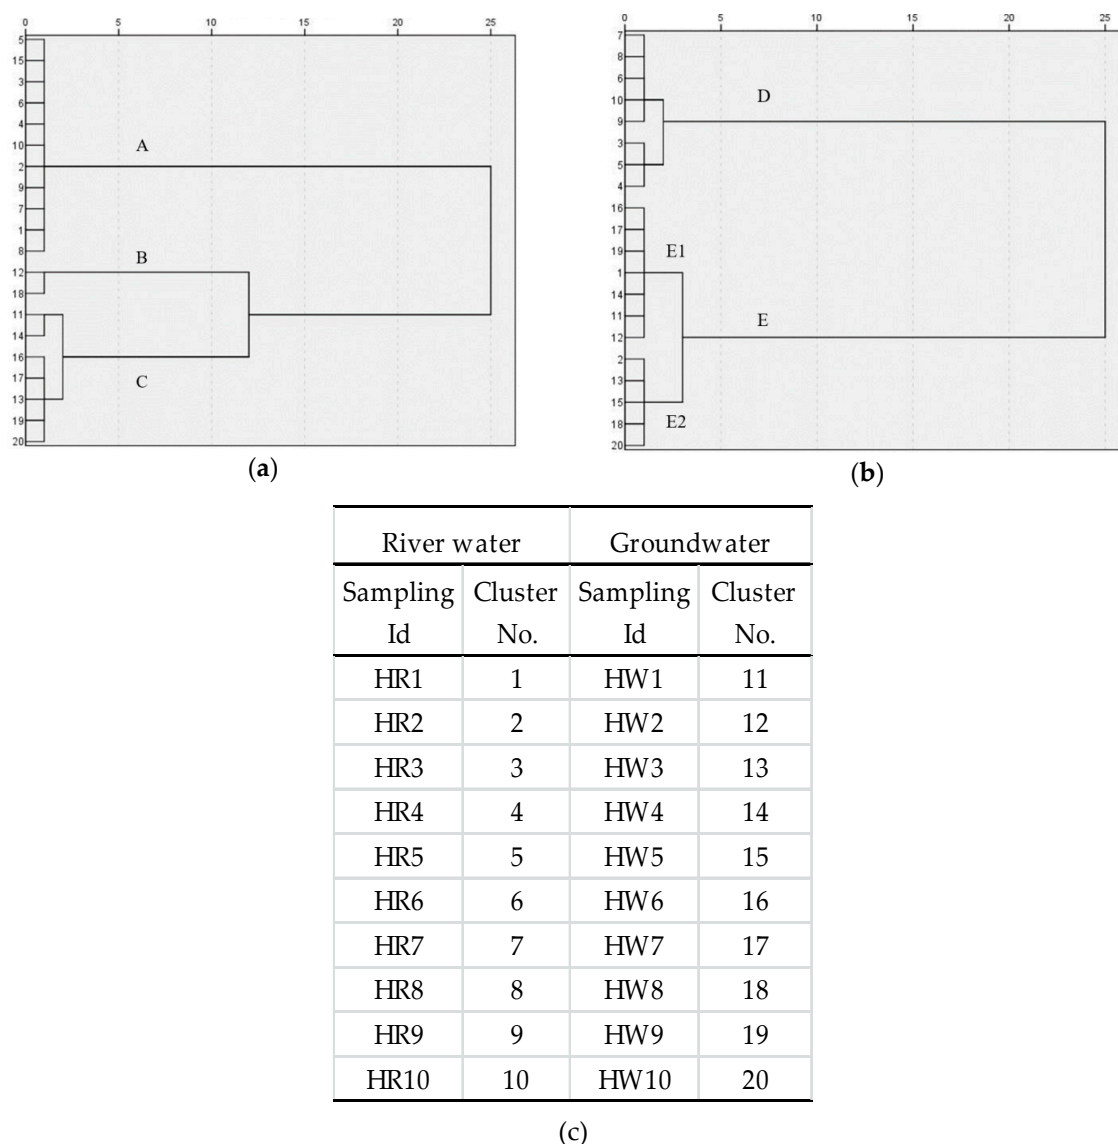 0 5 10 15 20 25
5
15
3
6
4
10
A
2
9
7
1
8
B
12
18
11
14
16
17
C
13
19
20
(a)
0 5 10 15 20 25
7
8
6
10
D
9
3
5
4
16
17
19
E1
1
14
11
E
12
2
13
15
18
E2
20
(b)
River water Groundwater
Sampling Id Cluster No. Sampling Id Cluster No.
HR1 1 HW1 11
HR2 2 HW2 12
HR3 3 HW3 13
HR4 4 HW4 14
HR5 5 HW5 15
HR6 6 HW6 16
HR7 7 HW7 17
HR8 8 HW8 18
HR9 9 HW9 19
HR10 10 HW10 20
(c)